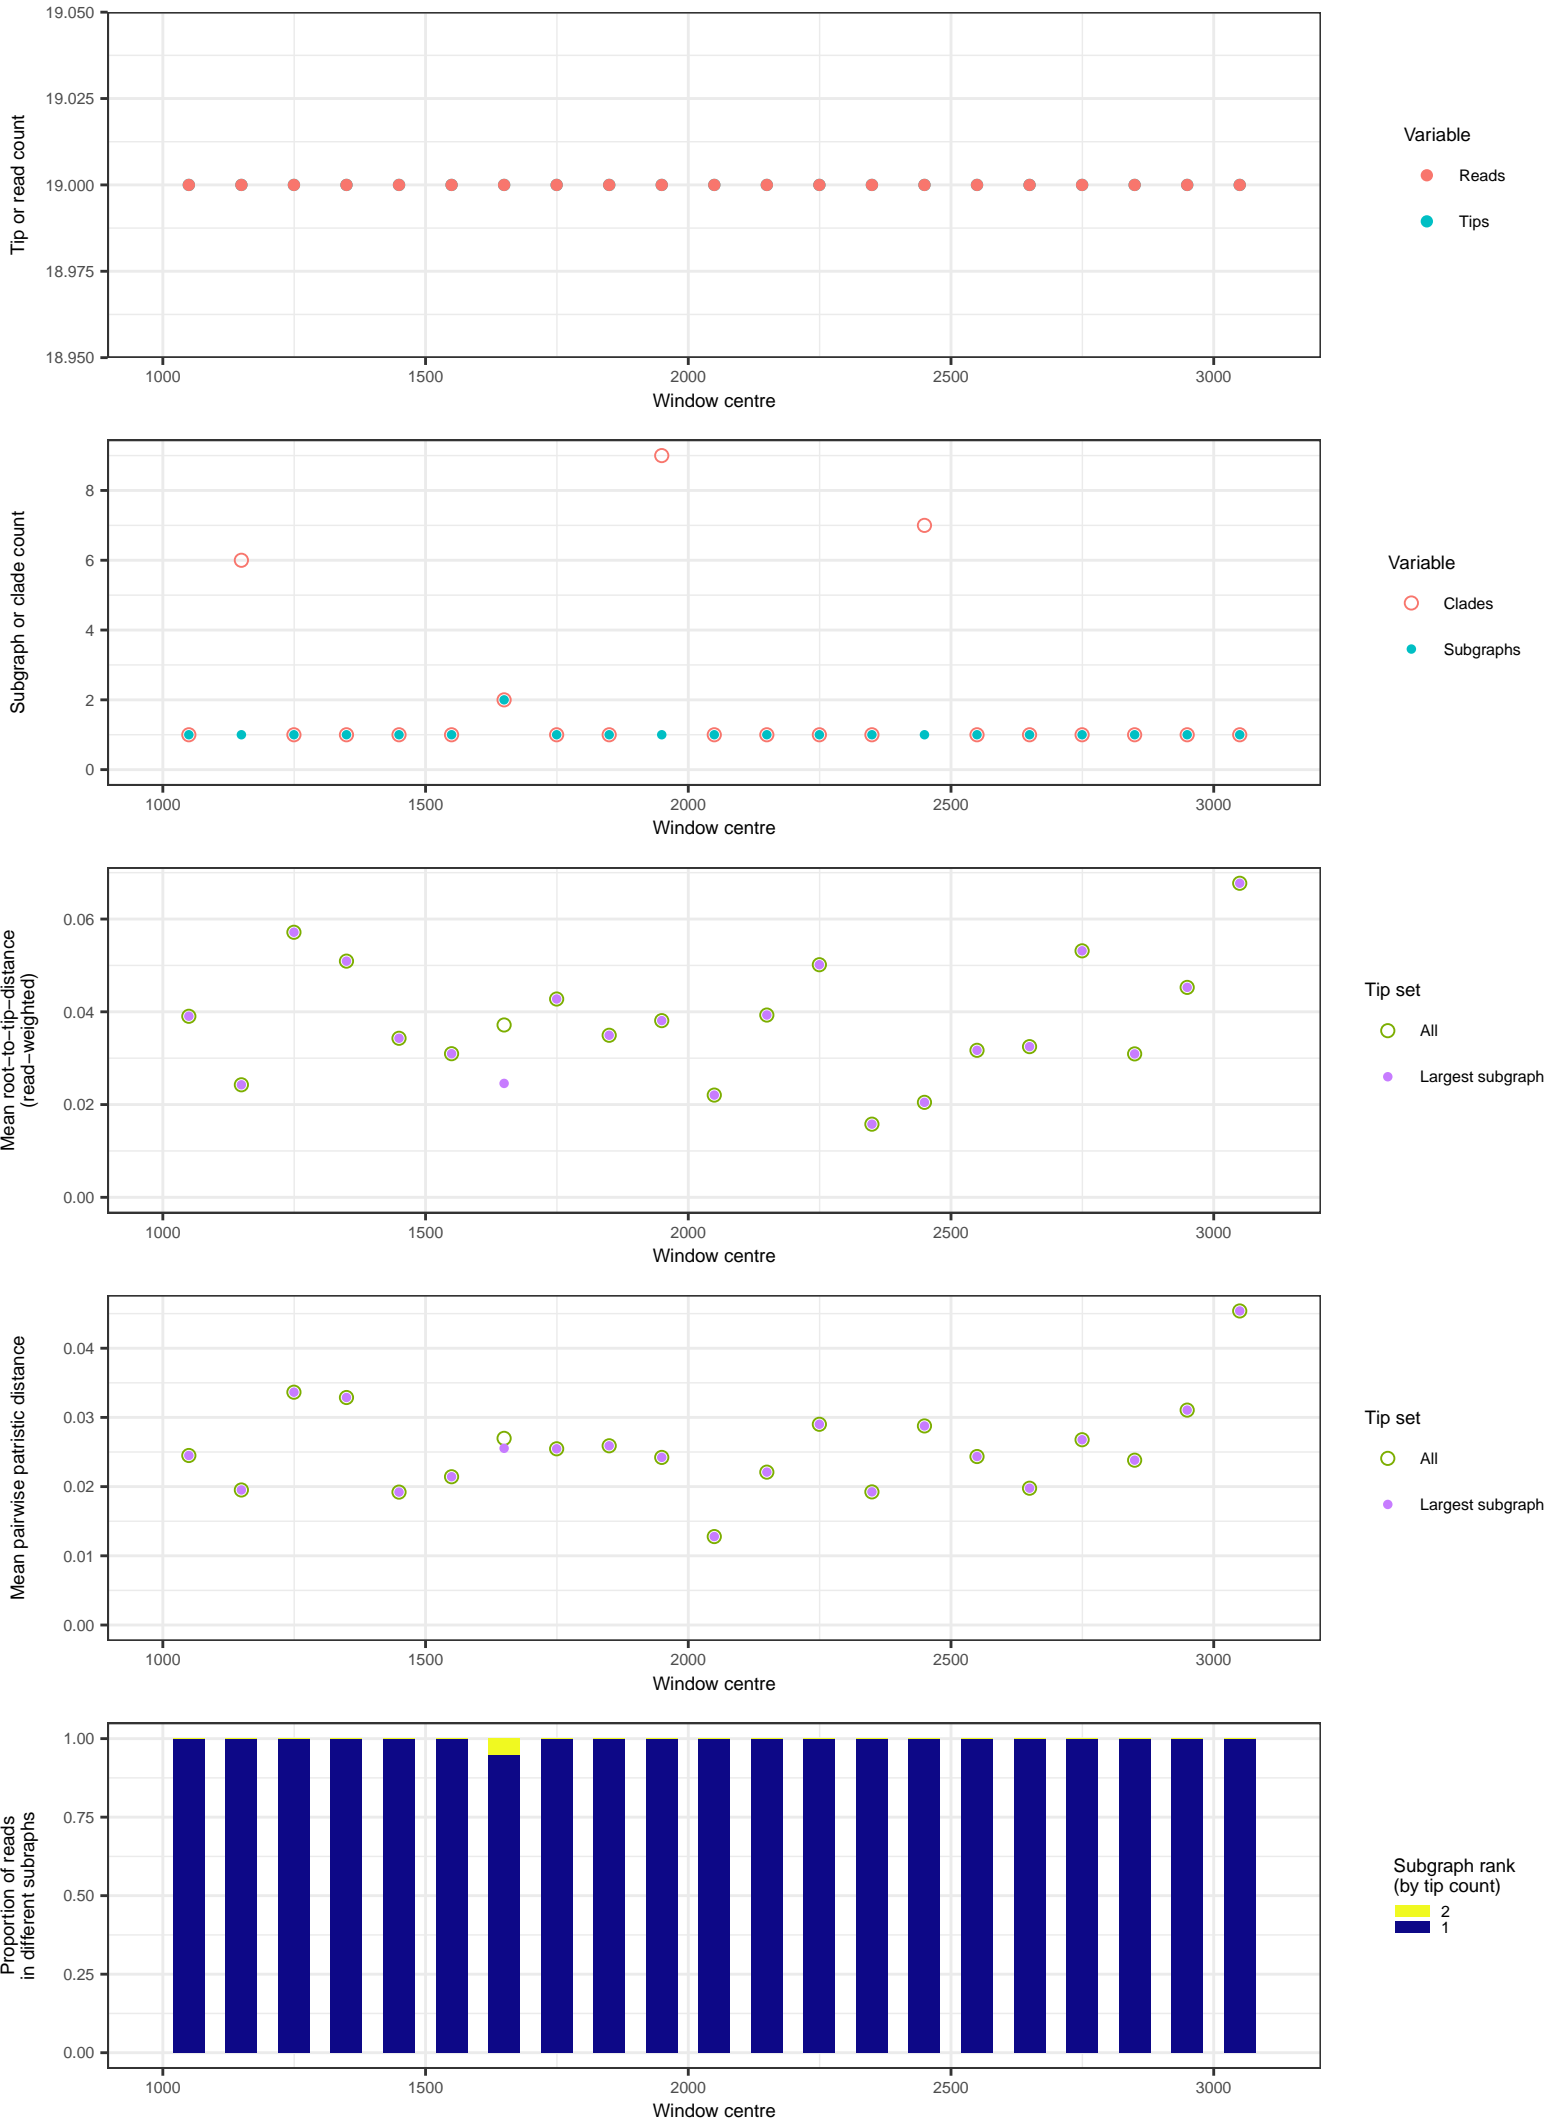 19.050
19.025
19.000
18.975
18.950
Tip or read count
1000 1500 2000 2500 3000
Window centre
Variable
Reads
Tips
8
6
4
2
0
Subgraph or clade count
1000 1500 2000 2500 3000
Window centre
Variable
Clades
Subgraphs
0.06
0.04
0.02
0.00
Mean root−to−tip−distance
(read−weighted)
1000 1500 2000 2500 3000
Window centre
Tip set
All
Largest subgraph
0.04
0.03
0.02
0.01
0.00
Mean pairwise patristic distance
1000 1500 2000 2500 3000
Window centre
Tip set
All
Largest subgraph
1.00
0.75
0.50
0.25
0.00
Proportion of reads
in different subraphs
1000 1500 2000 2500 3000
Window centre
Subgraph rank
(by tip count)
2
1